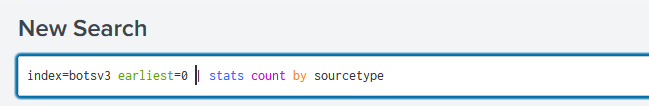 New Search
index=botsv3 earliest=0 | stats count by sourcetype